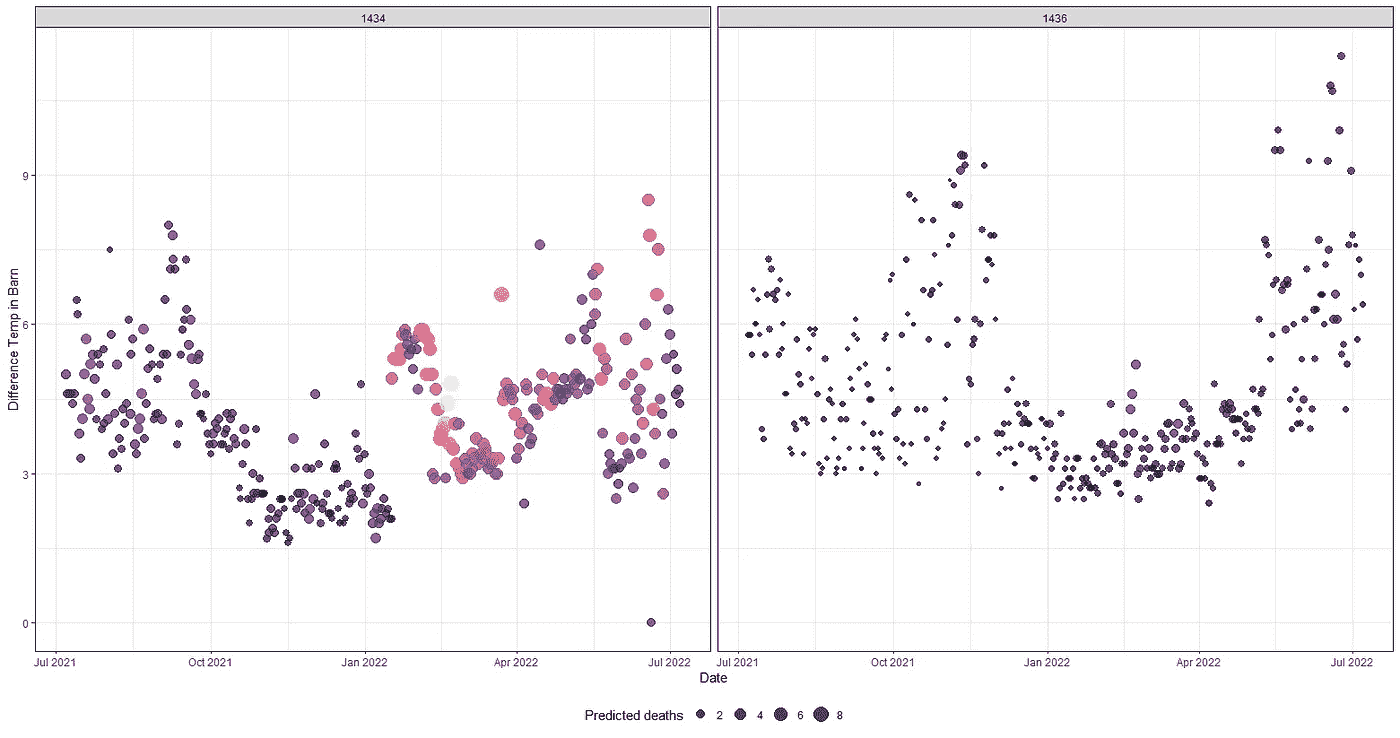 1434 1436
Difference Temp in Barn
9
6
3
0
Jul 2021 Oct 2021 Jan 2022 Apr 2022 Jul 2022 Jul 2021 Oct 2021 Jan 2022 Apr 2022 Jul 2022
Date
Predicted deaths 2 4 6 8